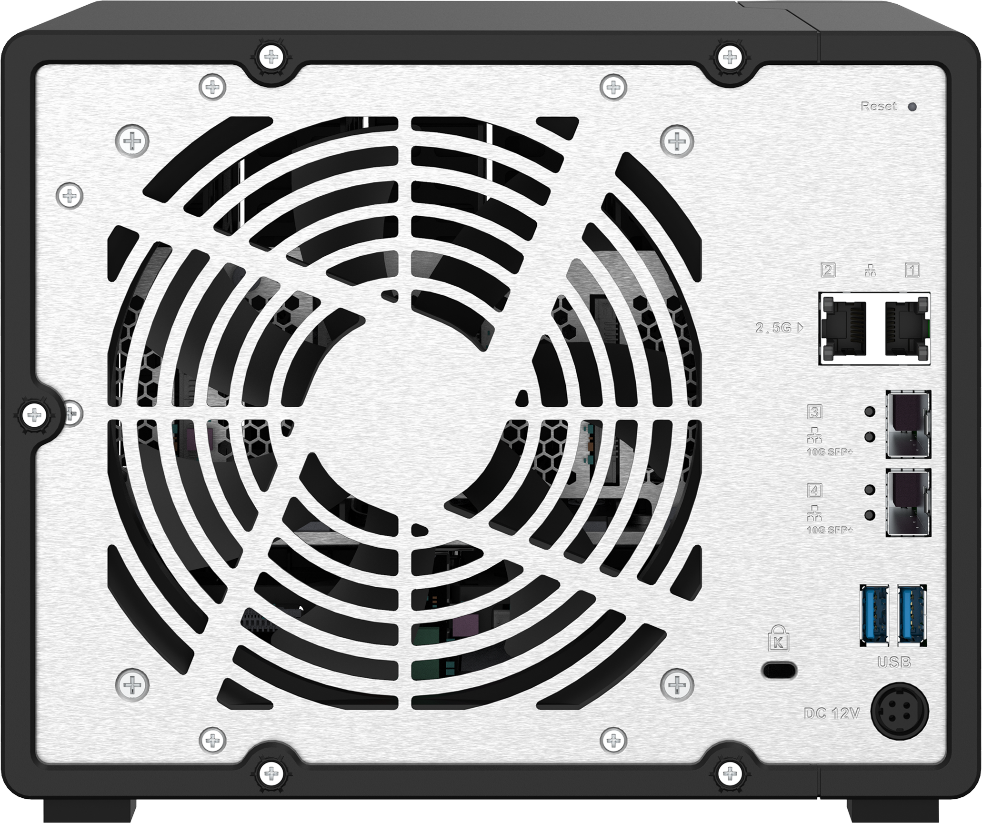 Reset
2 1
2.5G
3
10G SFP+
4
10G SFP+
K
USB
DC 12V